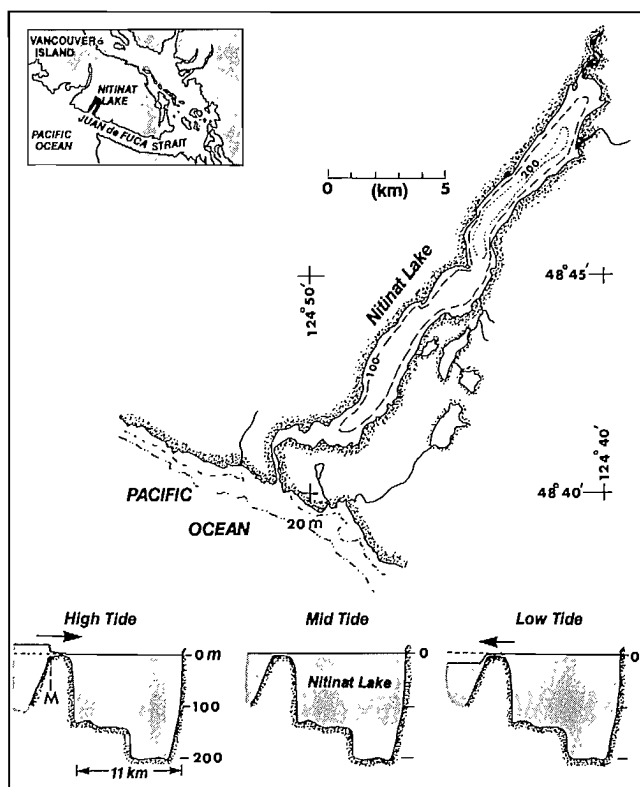 VANCOUVER
ISLAND
NITINAT
LAKE
JUAN de FUCA STRAIT
PACIFIC
OCEAN
0 5
(km)
200
Nitinat Lake
124° 50'
48° 45'
100
124° 40'
48° 40'
PACIFIC
OCEAN
20 m
High Tide
Mid Tide
Low Tide
0 m
100
200
M
11 km
0
Nitinat Lake
0